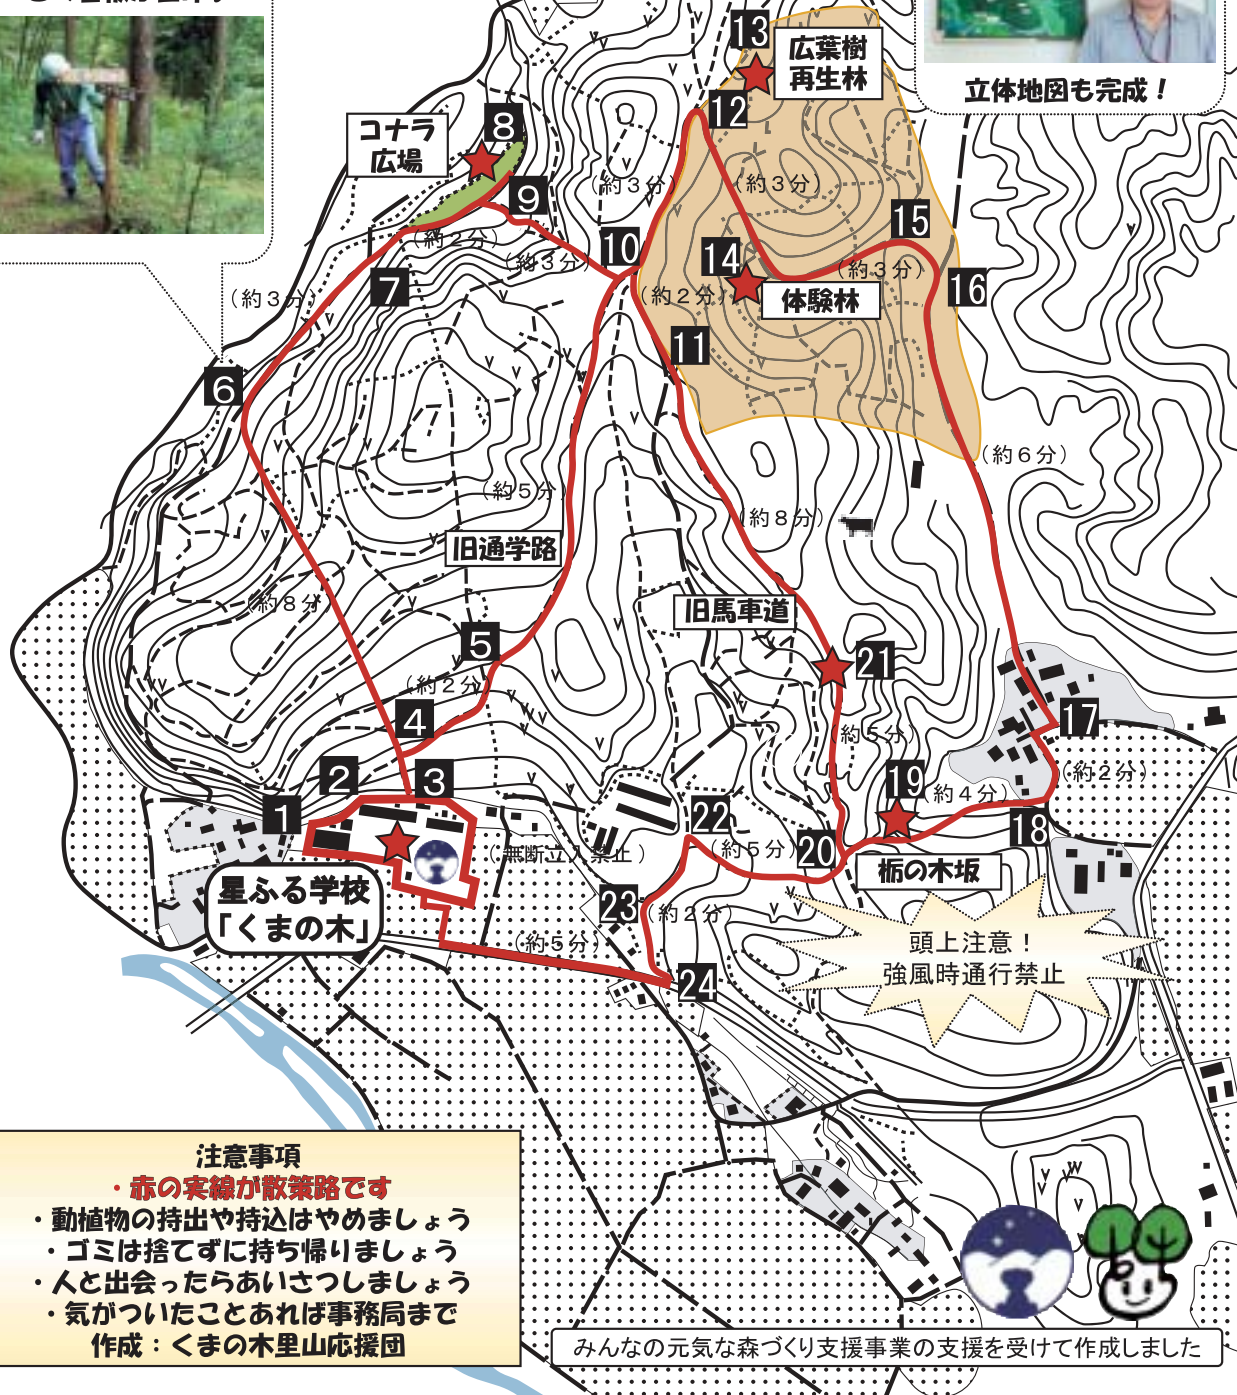 立体地図も完成！
13
広葉樹
再生林
12
コナラ
広場
8
9
（約３分）
（約３分）
15
（約２分）
10
14
（約３分）
（約３分）
7
（約３分）
（約２分）
体験林
16
11
6
（約６分）
（約５分）
（約８分）
旧通学路
（約８分）
旧馬車道
5
21
（約２分）
4
17
（約５分）
2
3
19
（約２分）
（約４分）
1
22
18
（無断立入禁止）
（約５分）
20
栃の木坂
星ふる学校
「くまの木」
23
（約２分）
（約５分）
頭上注意！
強風時通行禁止
24
注意事項
・赤の実線が散策路です
・動植物の持出や持込はやめましょう
・ゴミは捨てずに持ち帰りましょう
・人と出会ったらあいさつしましょう
・気がついたことあれば事務局まで
作成：くまの木里山応援団
みんなの元気な森づくり支援事業の支援を受けて作成しました